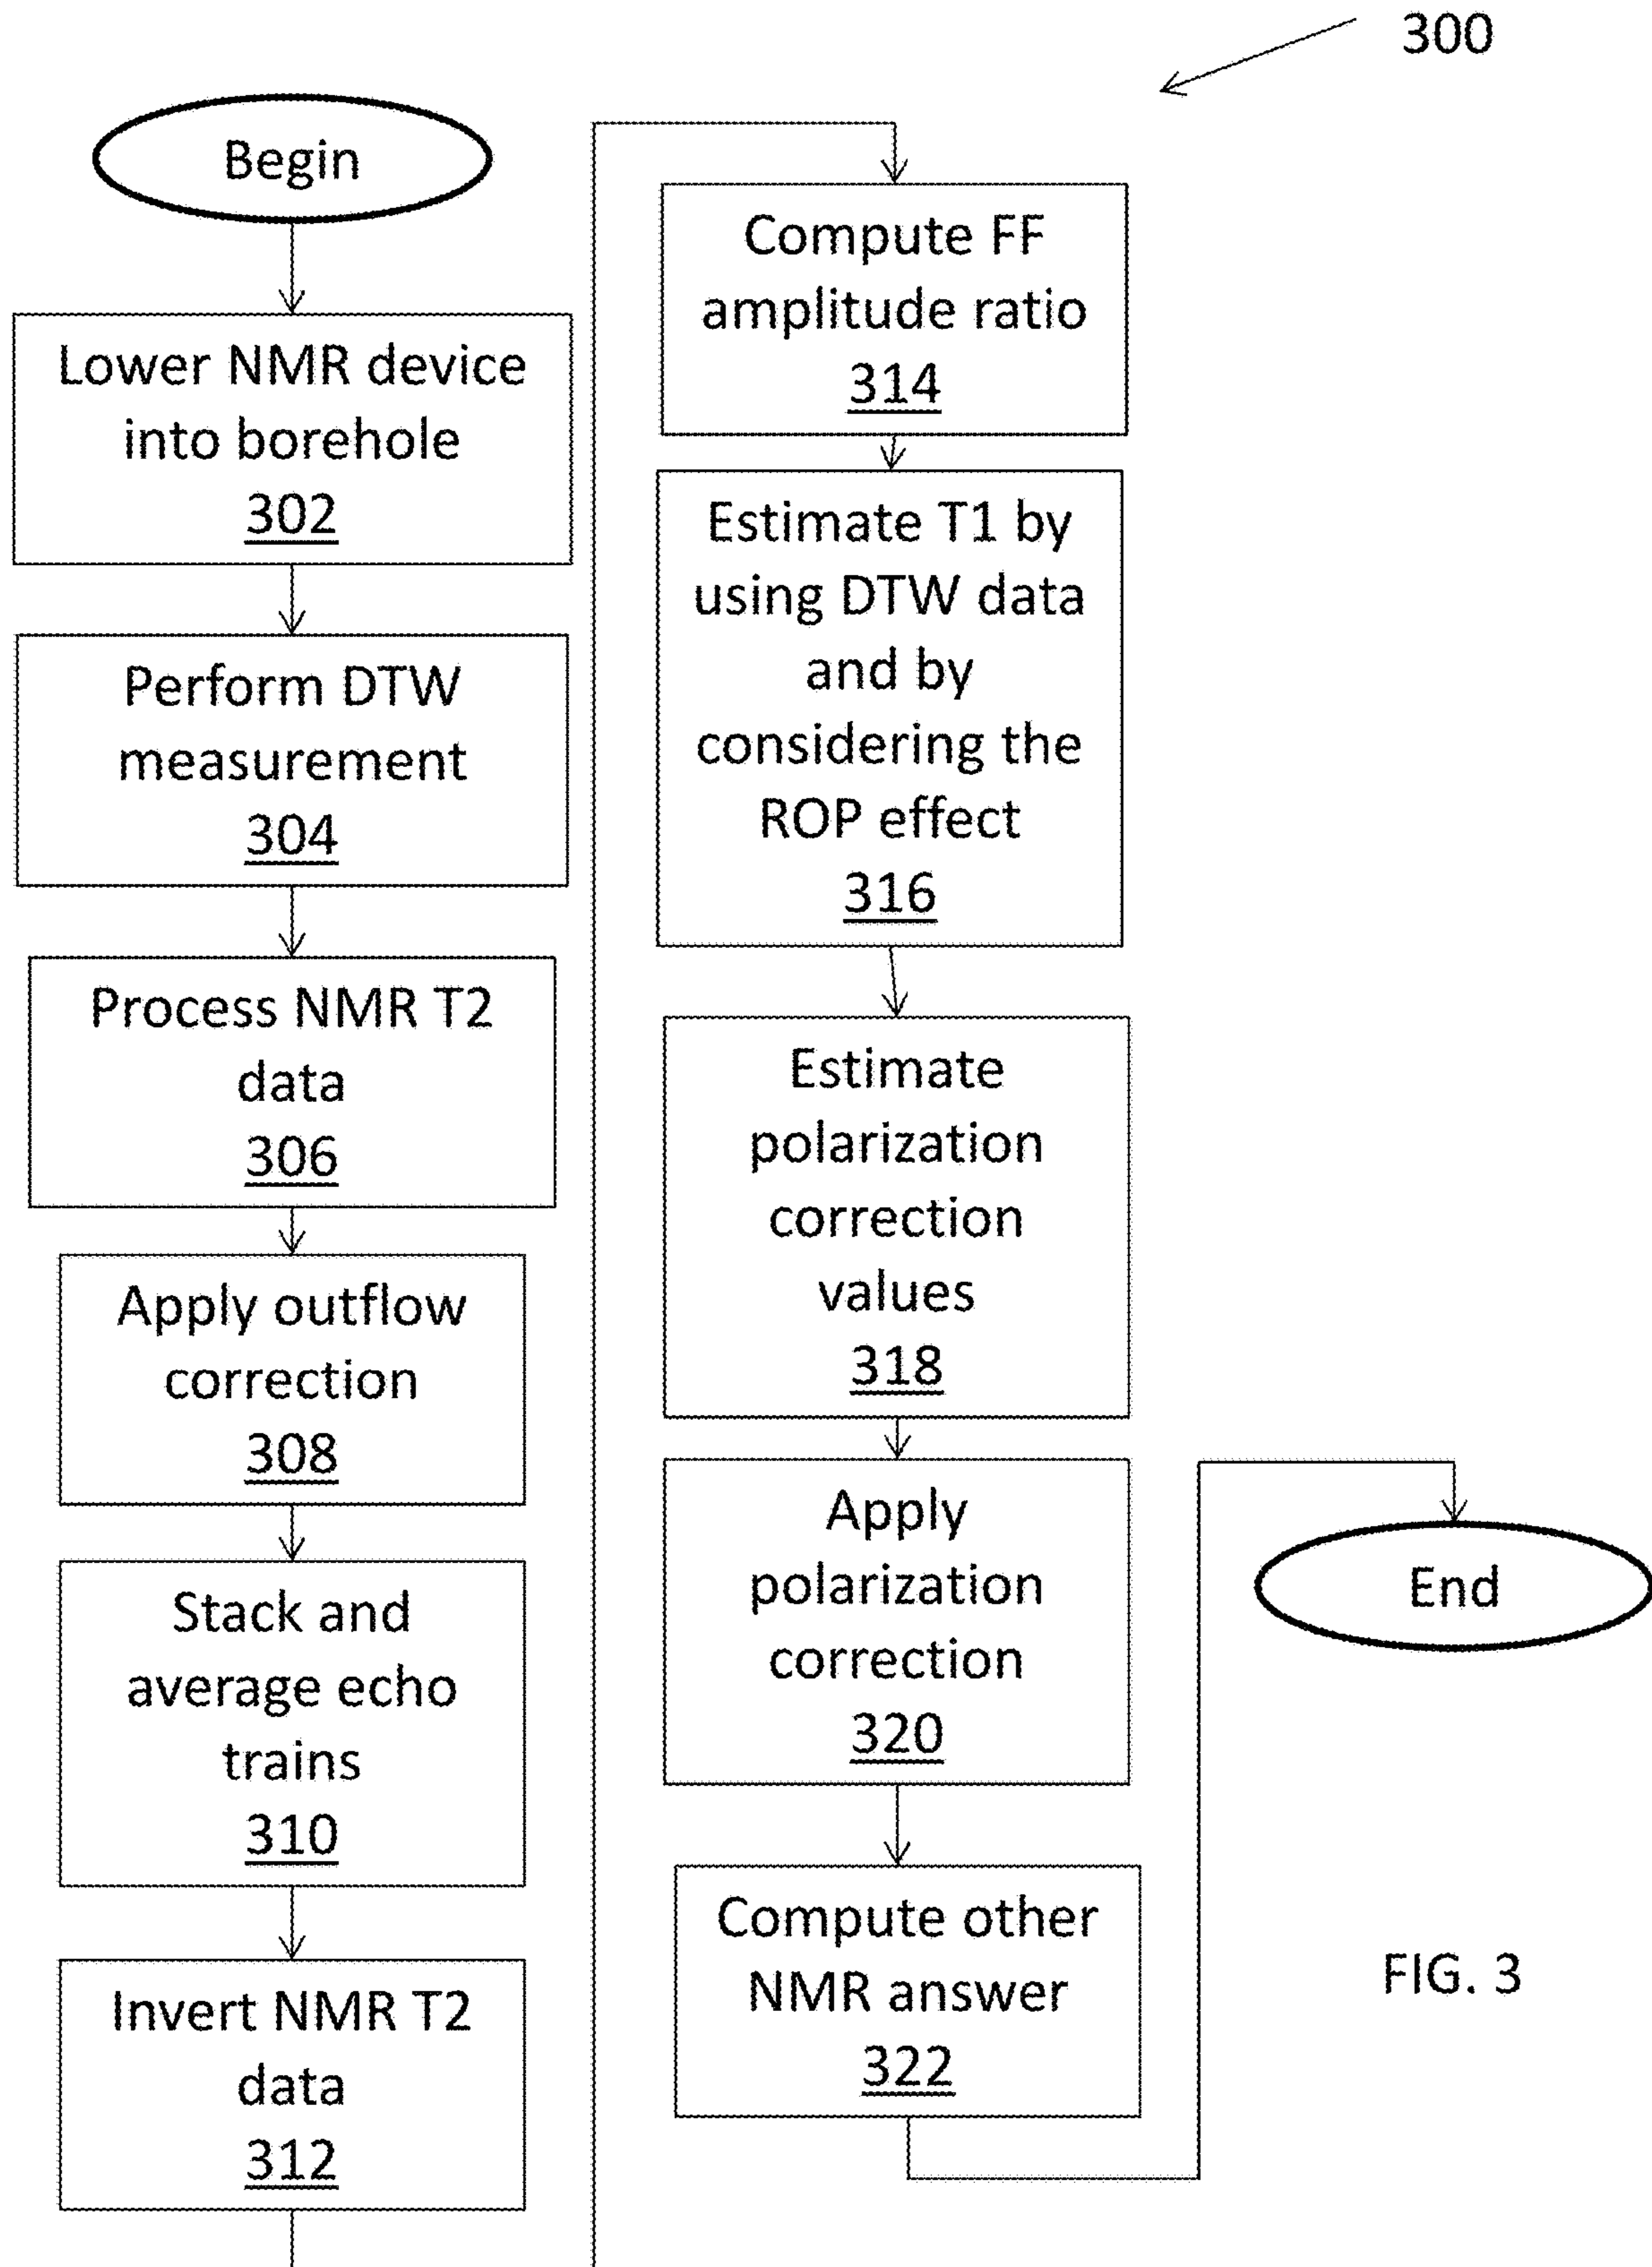 300
Begin
Lower NMR device
into borehole
302
Perform DTW
measurement
304
Process NMR T2
data
306
Apply outflow
correction
308
Stack and
average echo
trains
310
Invert NMR T2
data
312
Compute FF
amplitude ratio
314
Estimate T1 by
using DTW data
and by
considering the
ROP effect
316
Estimate
polarization
correction
values
318
Apply
polarization
correction
320
Compute other
NMR answer
322
End
FIG. 3